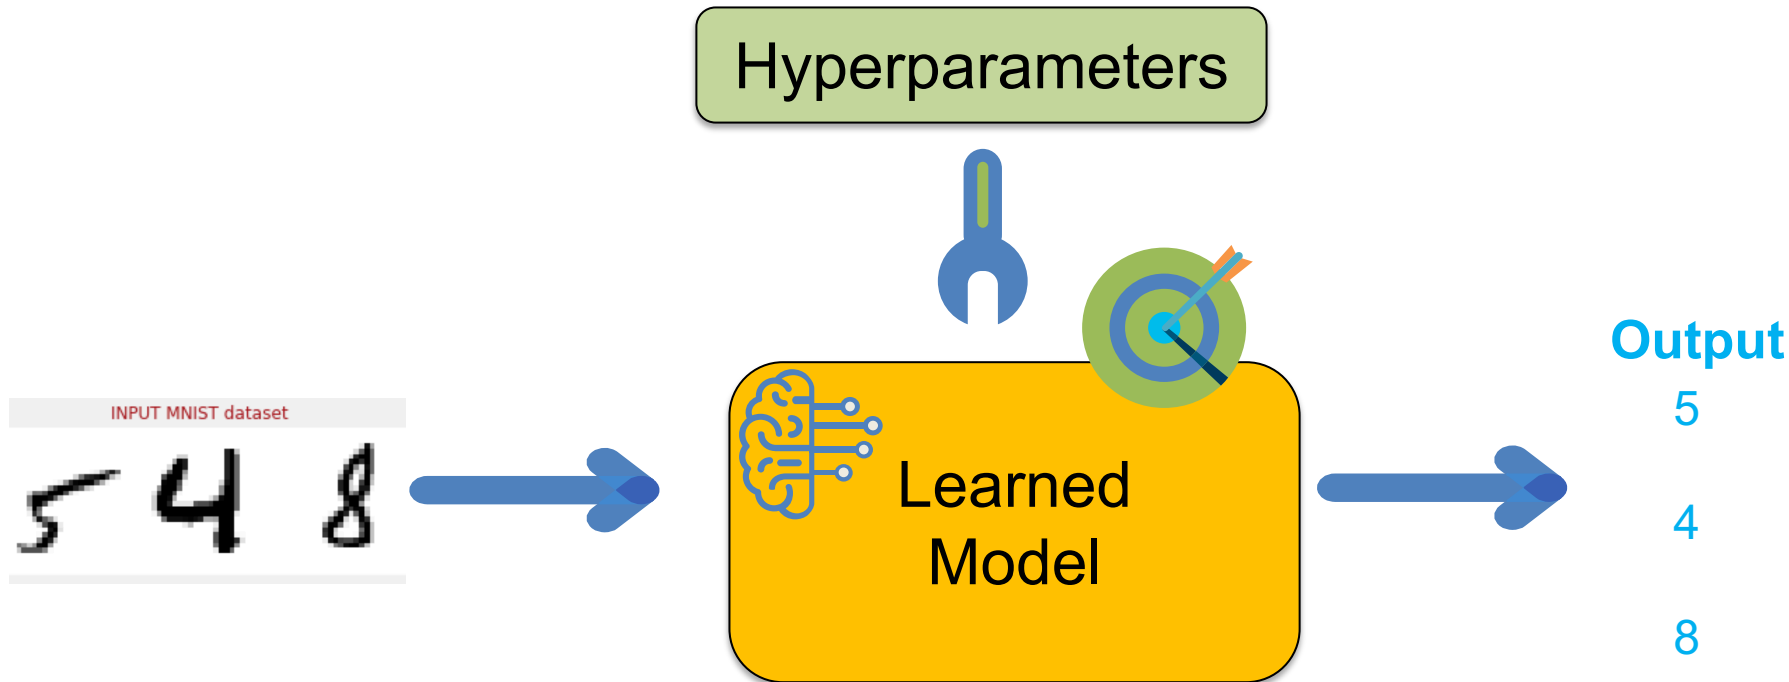 Hyperparameters
INPUT MNIST dataset
5 4 8
Learned
Model
Output
5
4
8